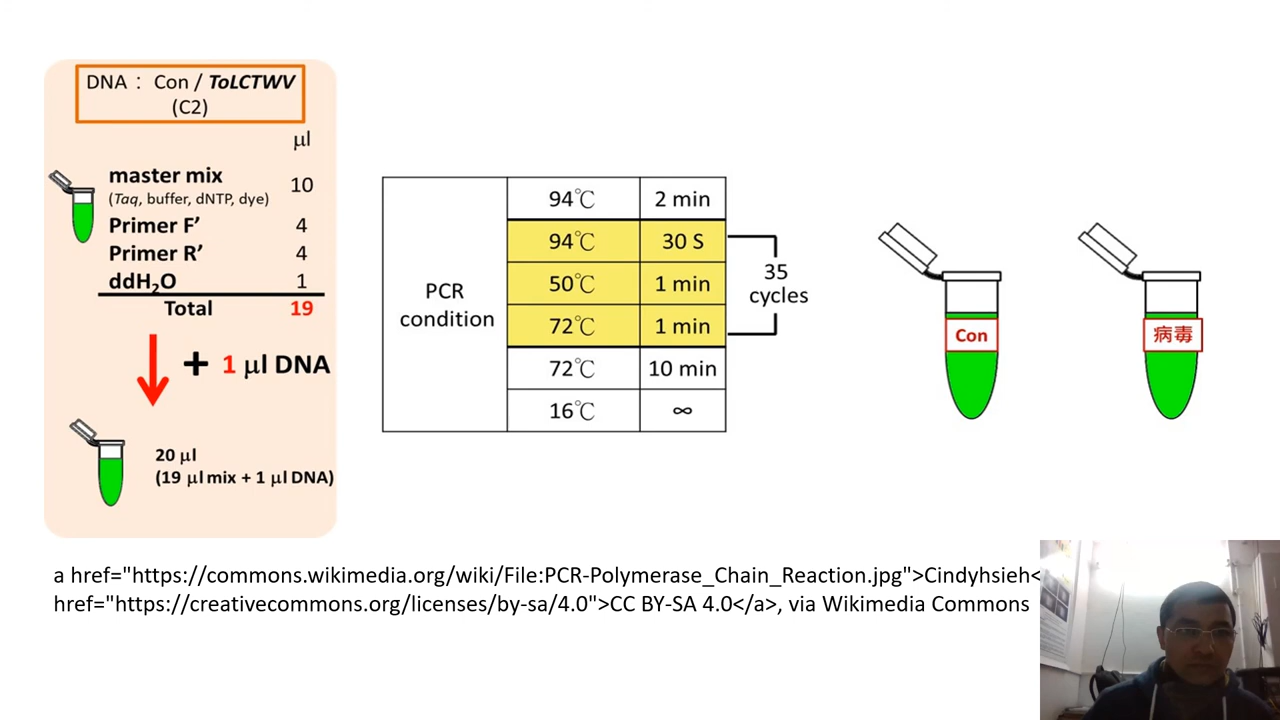 DNA： Con / ToLCTWV
(C2)
μl
master mix 10
(Taq, buffer, dNTP, dye)
Primer F’ 4
Primer R’ 4
ddH₂O 1
Total 19
+ 1 μl DNA
20 μl
(19 μl mix + 1 μl DNA)
PCR
condition
94℃ 2 min
94℃ 30 S
50℃ 1 min
72℃ 1 min
72℃ 10 min
16℃ ∞
35
cycles
Con
病毒
a href="https://commons.wikimedia.org/wiki/File:PCR-Polymerase_Chain_Reaction.jpg">Cindyhsieh<
href="https://creativecommons.org/licenses/by-sa/4.0">CC BY-SA 4.0</a>, via Wikimedia Commons